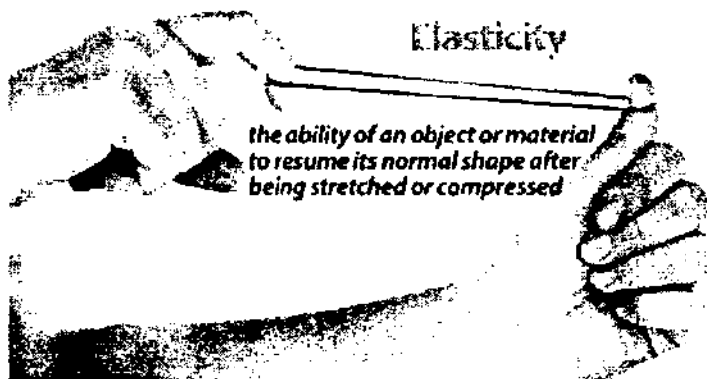 Elasticity
the ability of an object or material
to resume its normal shape after
being stretched or compressed